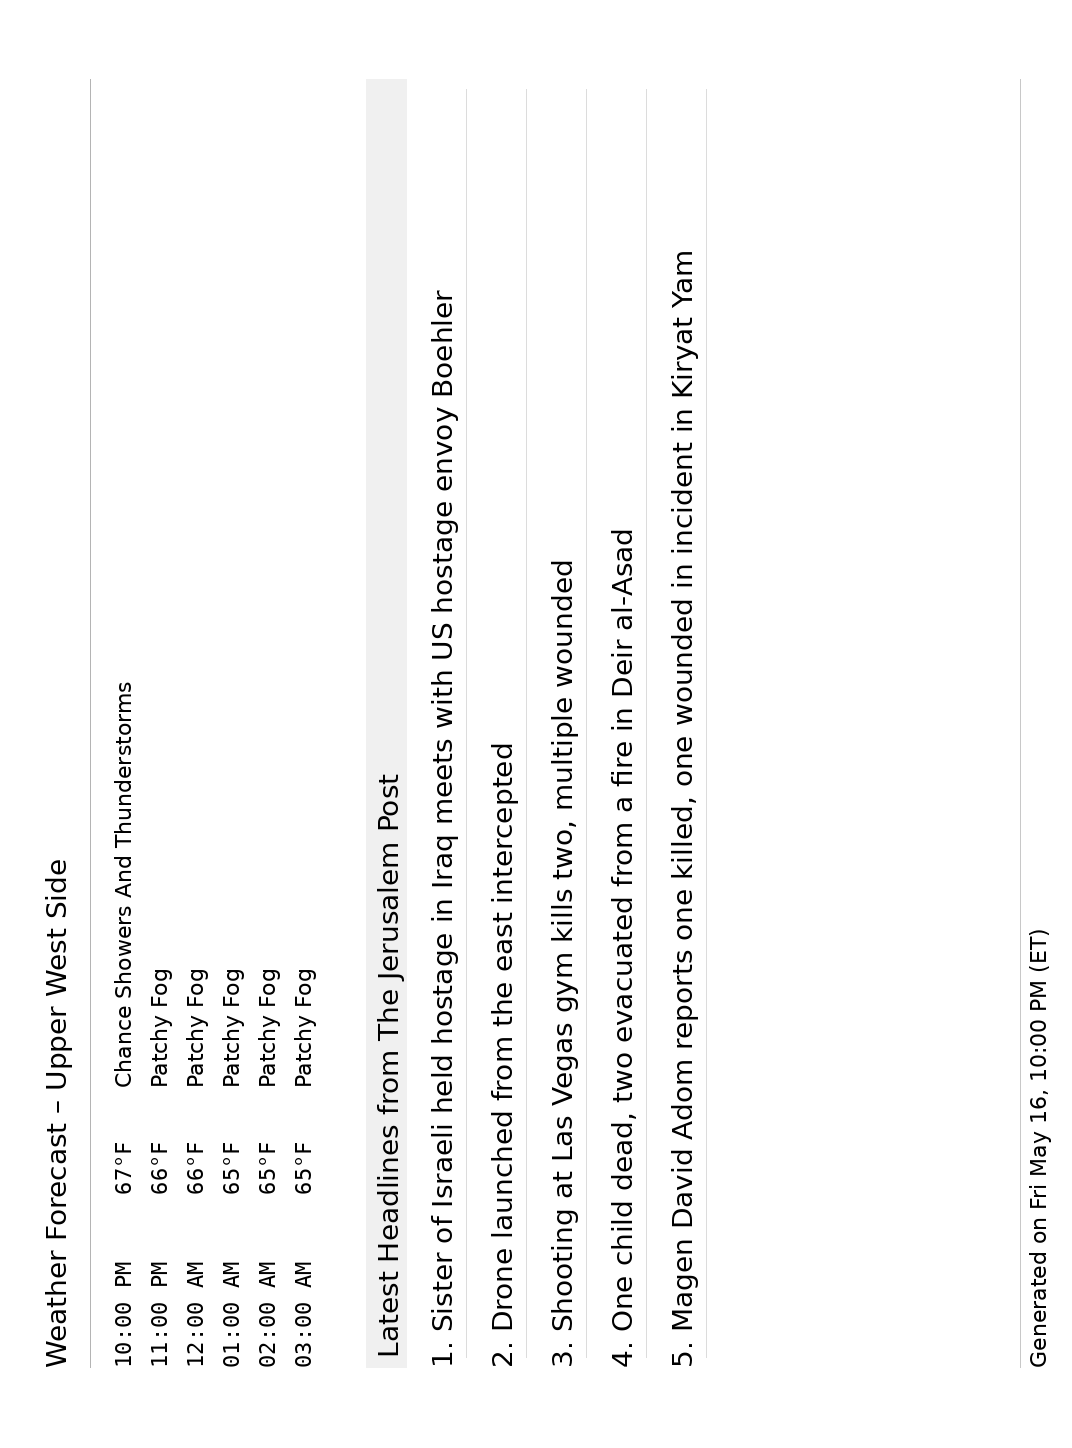 Weather Forecast – Upper West Side
10:00 PM 67°F Chance Showers And Thunderstorms
11:00 PM 66°F Patchy Fog
12:00 AM 66°F Patchy Fog
01:00 AM 65°F Patchy Fog
02:00 AM 65°F Patchy Fog
03:00 AM 65°F Patchy Fog
Latest Headlines from The Jerusalem Post
1. Sister of Israeli held hostage in Iraq meets with US hostage envoy Boehler
2. Drone launched from the east intercepted
3. Shooting at Las Vegas gym kills two, multiple wounded
4. One child dead, two evacuated from a fire in Deir al-Asad
5. Magen David Adom reports one killed, one wounded in incident in Kiryat Yam
Generated on Fri May 16, 10:00 PM (ET)